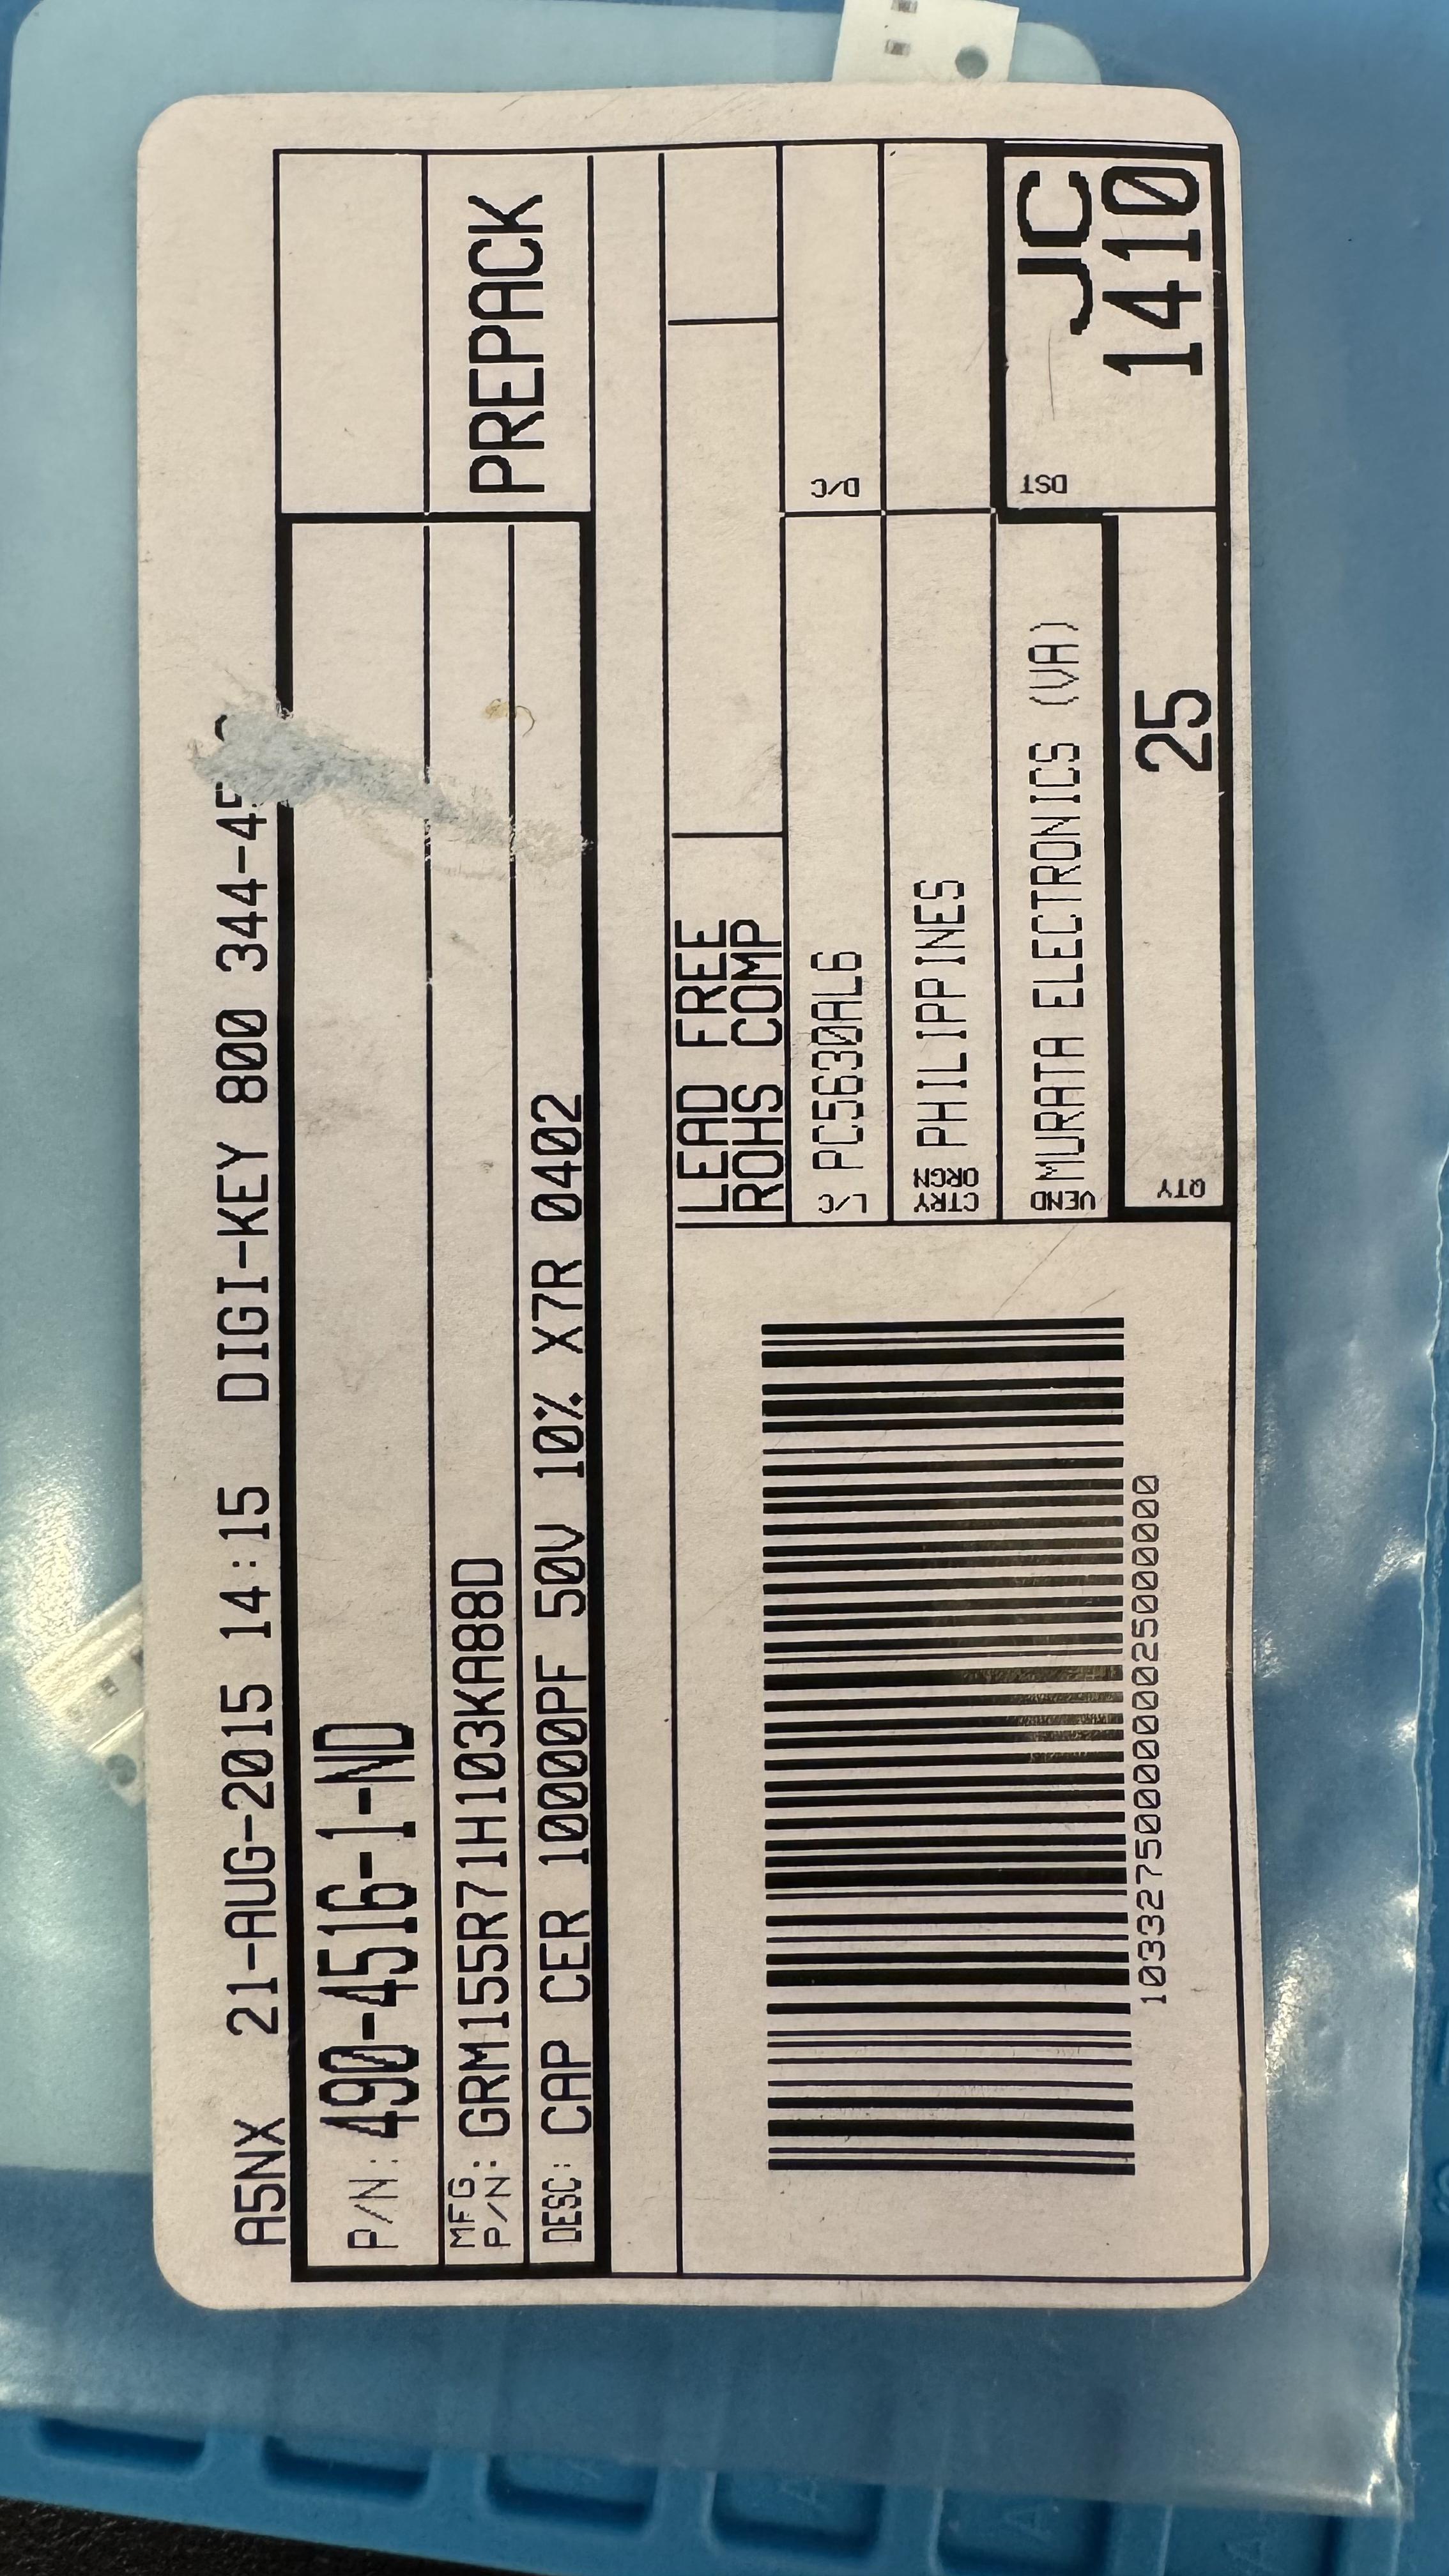 A5NX 21-AUG-2015 14:15 DIGI-KEY 800 344-45
P/N: 490-4516-1-ND
MFG P/N: GRM155R71H103KA88D
PREPACK
DESC: CAP CER 10000PF 50V 10% X7R 0402
LEAD FREE
ROHS COMP
L/C PC5630AL6
D/C
CTRY ORGN PHILIPPINES
VEND MURATA ELECTRONICS (VA)
DST JC
1410
QTY 25